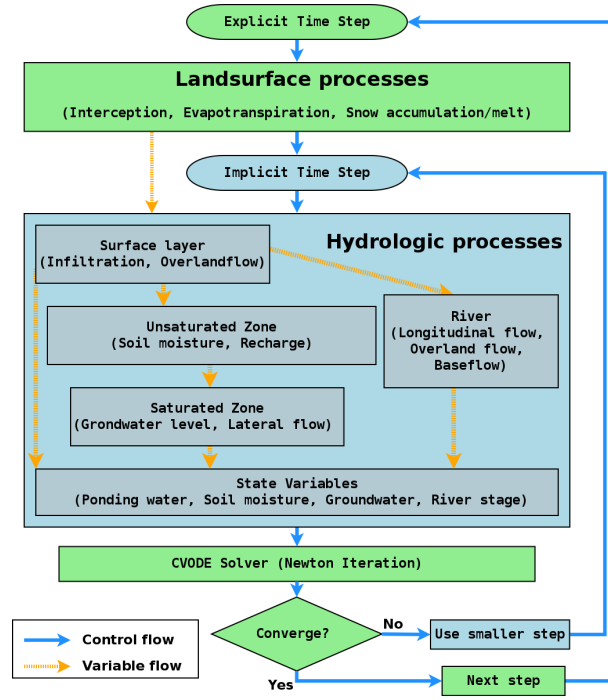 Explicit Time Step
Landsurface processes
(Interception, Evapotranspiration, Snow accumulation/melt)
Implicit Time Step
Hydrologic processes
Surface layer
(Infiltration, Overlandflow)
Unsaturated Zone
(Soil moisture, Recharge)
River
(Longitudinal flow,
Overland flow,
Baseflow)
Saturated Zone
(Grondwater level, Lateral flow)
State Variables
(Ponding water, Soil moisture, Groundwater, River stage)
CVODE Solver (Newton Iteration)
Converge?
No
Use smaller step
Yes
Next step
Control flow
Variable flow